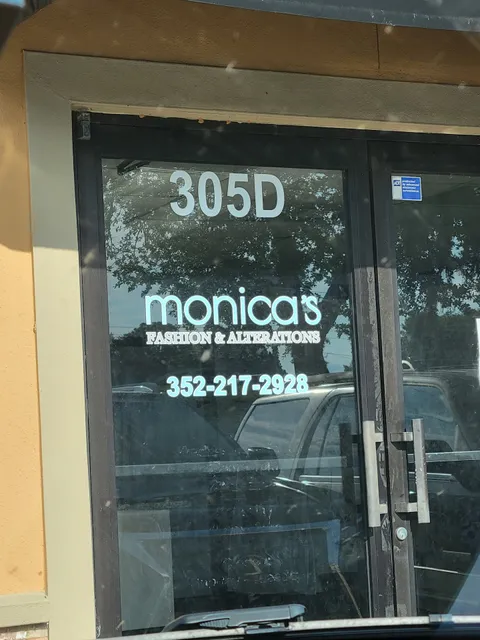 305D
monica's
FASHION & ALTERATIONS
352-217-2928